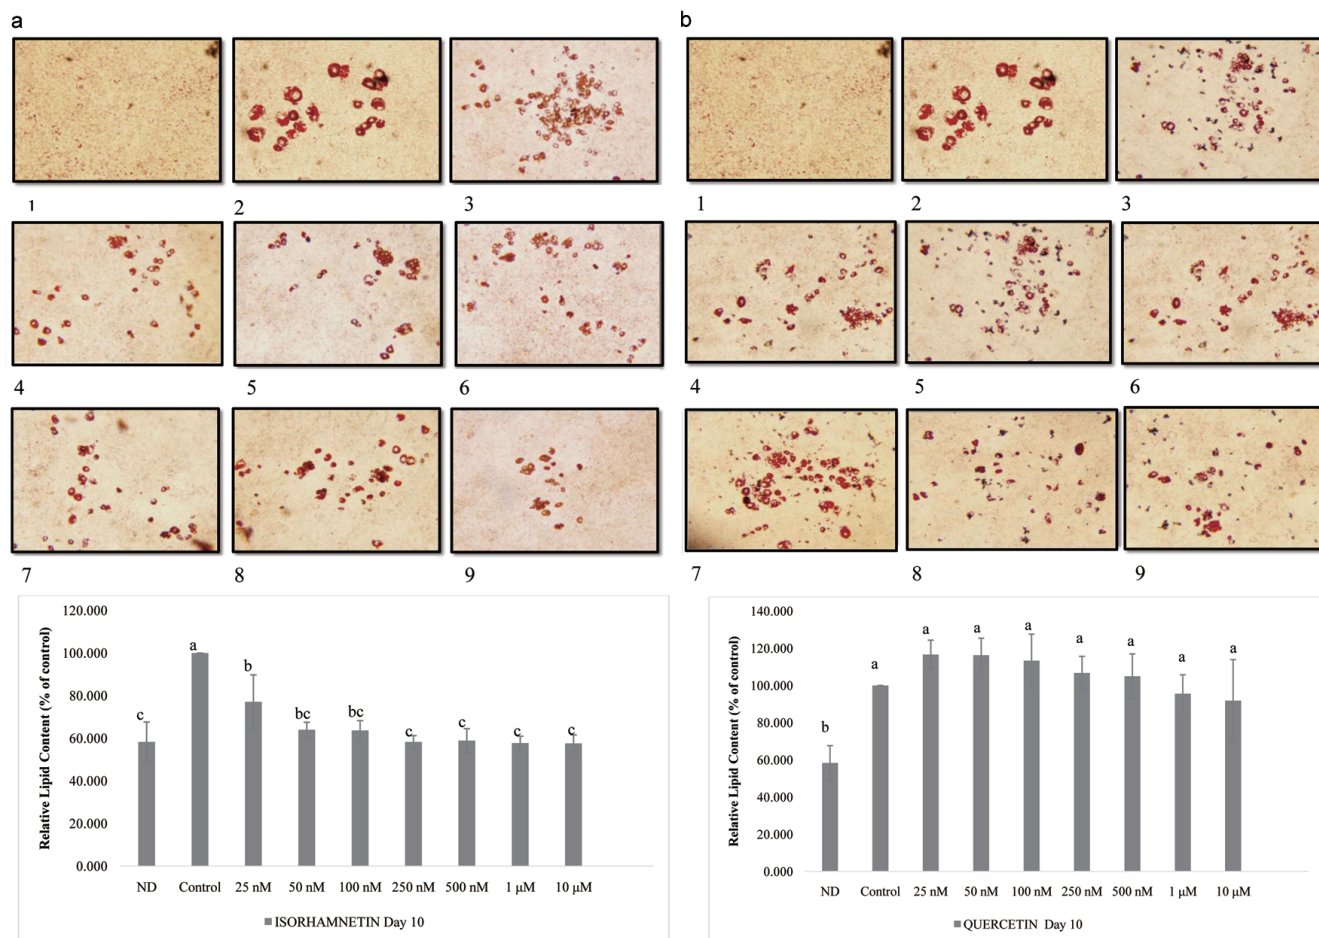 a
b
1
2
3
1
2
3
4
5
6
4
5
6
7
8
9
7
8
9
Relative Lipid Content (% of control)
120.000
100.000
80.000
60.000
40.000
20.000
0.000
c
a
b
bc
bc
c
c
c
c
ND Control 25 nM 50 nM 100 nM 250 nM 500 nM 1 μM 10 μM
ISORHAMNETIN Day 10
Relative Lipid Content (% of control)
140.000
120.000
100.000
80.000
60.000
40.000
20.000
0.000
b
a
a
a
a
a
a
a
a
ND Control 25 nM 50 nM 100 nM 250 nM 500 nM 1 μM 10 μM
QUERCETIN Day 10